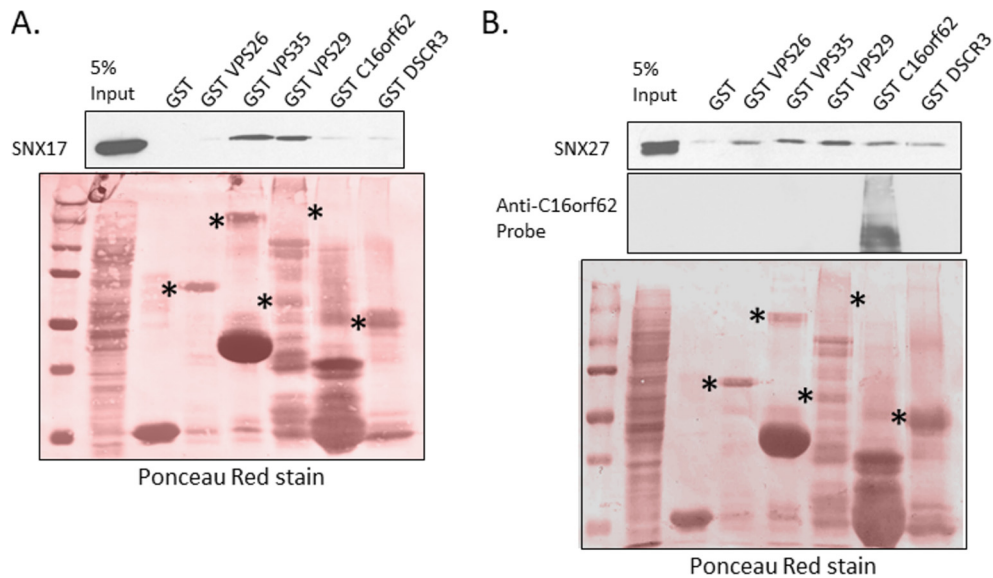 A.
5%
Input
GST
GST VPS26
GST VPS35
GST VPS29
GST C16orf62
GST DSCR3
SNX17
*
*
*
*
*
Ponceau Red stain
B.
5%
Input
GST
GST VPS26
GST VPS35
GST VPS29
GST C16orf62
GST DSCR3
SNX27
Anti-C16orf62
Probe
*
*
*
*
*
Ponceau Red stain